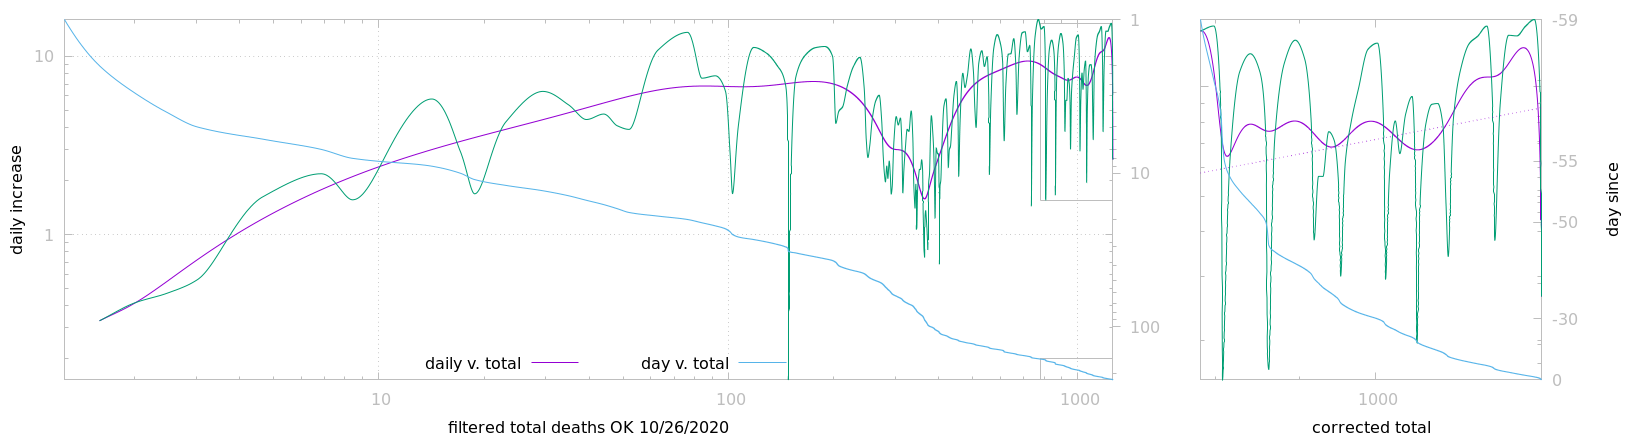 10
1
daily increase
10
100
1000
1
10
100
daily v. total
day v. total
filtered total deaths OK 10/26/2020
-59
-55
-50
-30
0
day since
1000
corrected total